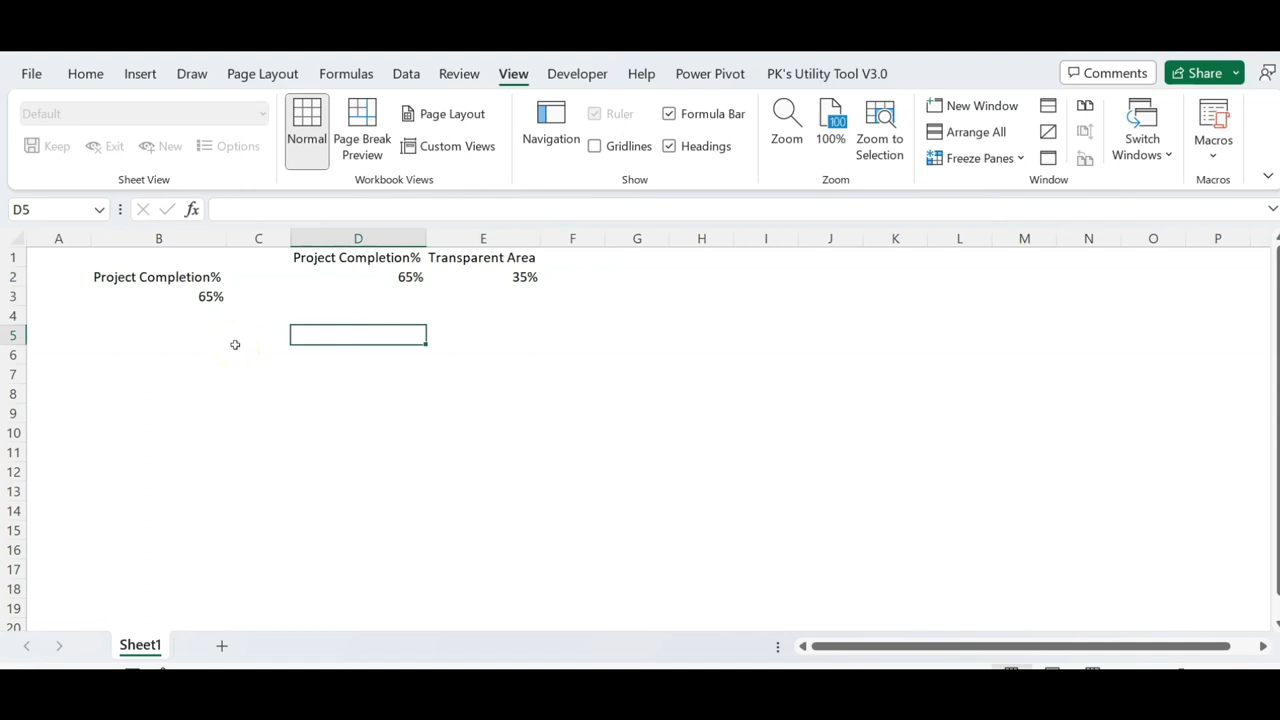 File Home Insert Draw Page Layout Formulas Data Review View Developer Help Power Pivot PK's Utility Tool V3.0 Comments Share
Default
Keep Exit New Options
Sheet View
Normal
Page Break Preview
Page Layout
Custom Views
Workbook Views
Navigation
Ruler Formula Bar
Gridlines Headings
Show
Zoom
100
100%
Zoom to Selection
Zoom
New Window
Arrange All
Freeze Panes
Switch Windows
Window
Macros
Macros
D5 fx
A B C D E F G H I J K L M N O P
1 Project Completion% Transparent Area
2 Project Completion% 65% 35%
3 65%
4
5
6
7
8
9
10
11
12
13
14
15
16
17
18
19
20
Sheet1